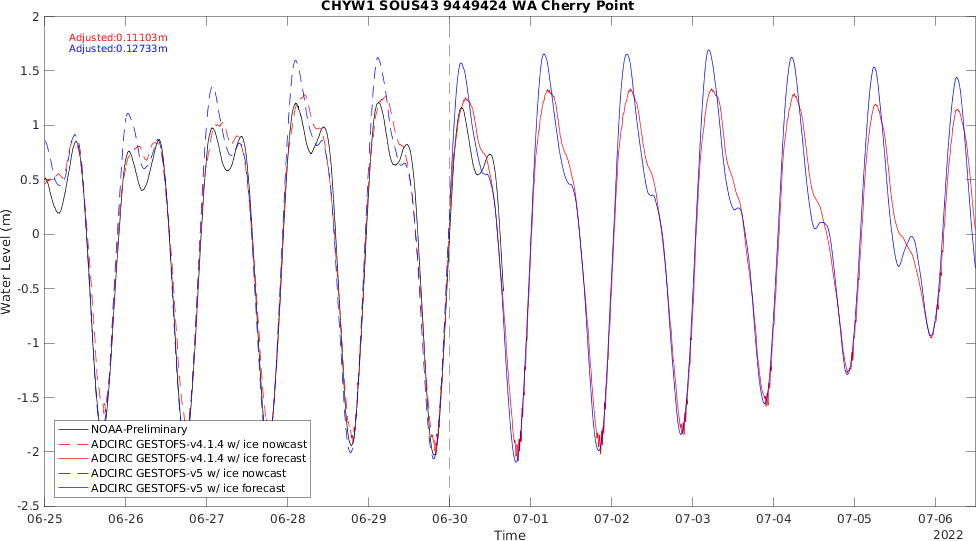 CHYW1 SOUS43 9449424 WA Cherry Point
Adjusted:0.11103m
Adjusted:0.12733m
Water Level (m)
2
1.5
1
0.5
0
-0.5
-1
-1.5
-2
-2.5
NOAA-Preliminary
ADCIRC GESTOFS-v4.1.4 w/ ice nowcast
ADCIRC GESTOFS-v4.1.4 w/ ice forecast
ADCIRC GESTOFS-v5 w/ ice nowcast
ADCIRC GESTOFS-v5 w/ ice forecast
06-25 06-26 06-27 06-28 06-29 06-30 07-01 07-02 07-03 07-04 07-05 07-06
Time
2022